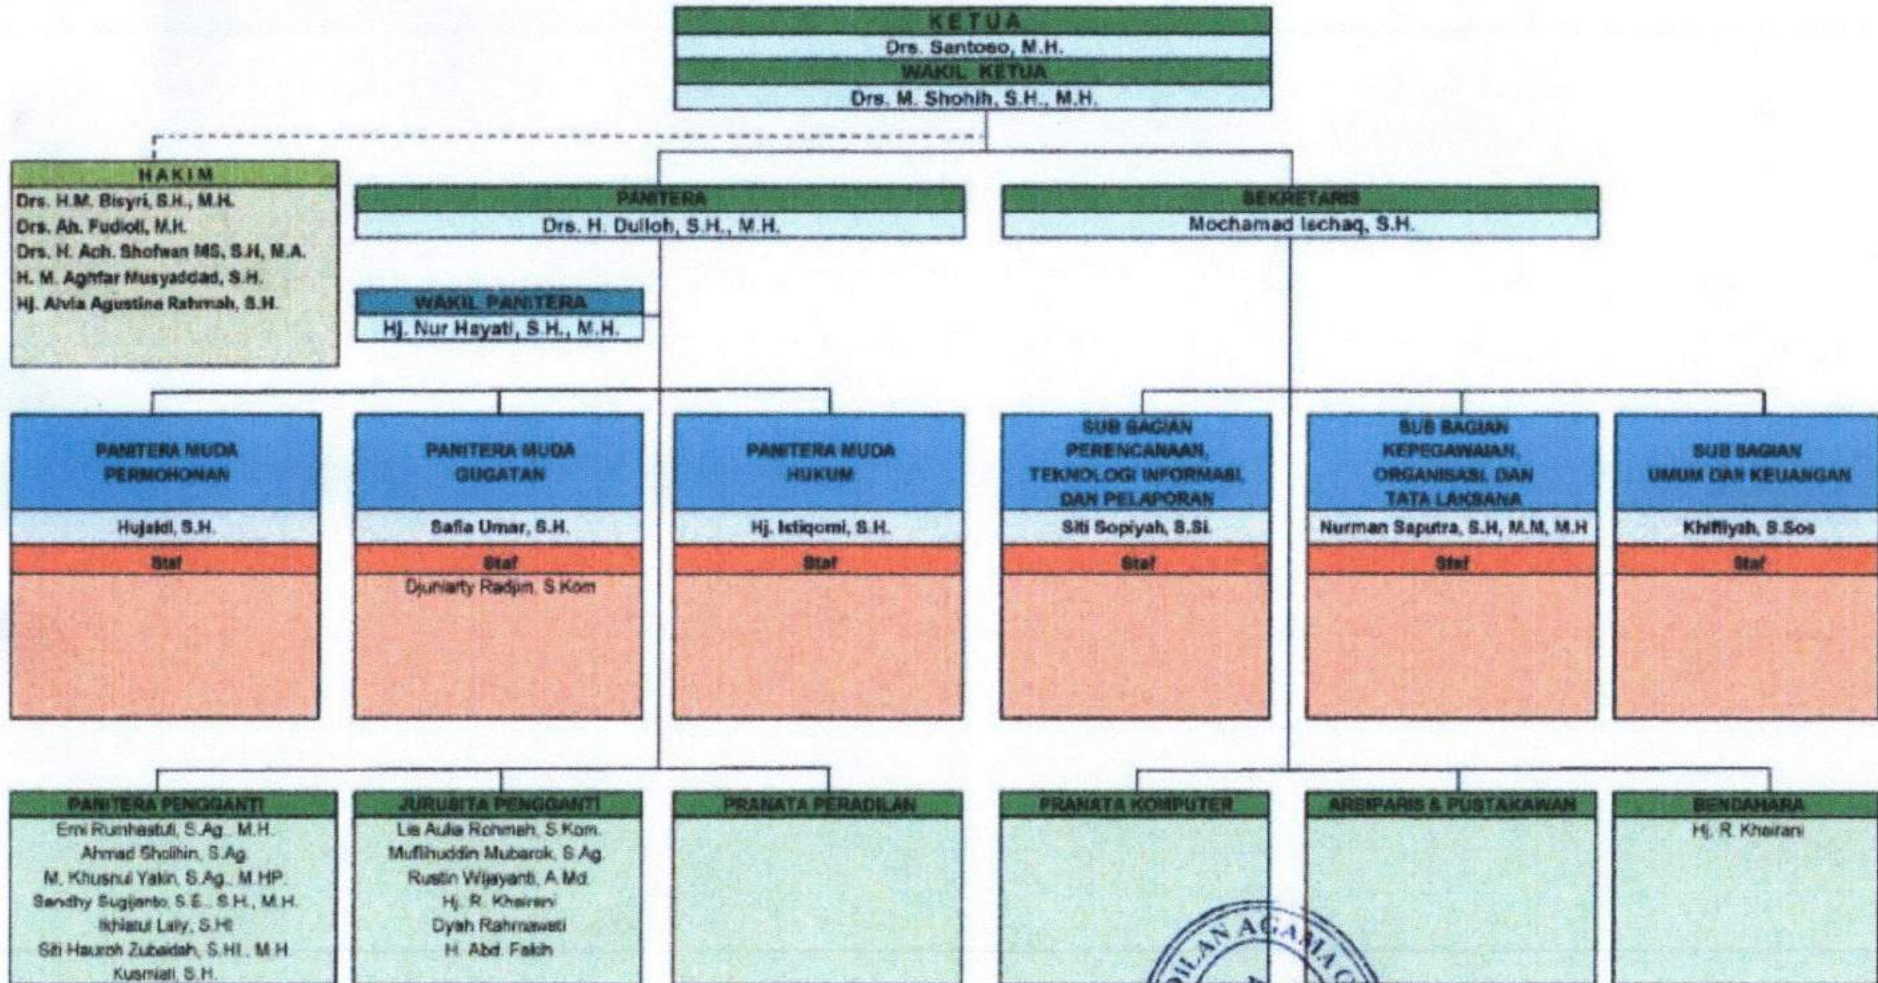 KETUA
Drs. Santoso, M.H.
WAKIL KETUA
Drs. M. Shohih, S.H., M.H.
HAKIM
Drs. H.M. Bisyri, S.H., M.H.
Drs. Ah. Fudloli, M.H.
Drs. H. Ach. Shofwan MS, S.H, M.A.
H. M. Aghfar Musyaddad, S.H.
Hj. Alvia Agustina Rahmah, S.H.
PANITERA
Drs. H. Dulloh, S.H., M.H.
SEKRETARIS
Mochamad Ischaq, S.H.
WAKIL PANITERA
Hj. Nur Hayati, S.H., M.H.
PANITERA MUDA
PERMOHONAN
Hujaidi, S.H.
Staf
PANITERA MUDA
GUGATAN
Safia Umar, S.H.
Staf
Djuniarty Radjim, S.Kom
PANITERA MUDA
HUKUM
Hj. Istiqomi, S.H.
Staf
SUB BAGIAN
PERENCANAAN,
TEKNOLOGI INFORMASI,
DAN PELAPORAN
Siti Sopiyah, S.Si.
Staf
SUB BAGIAN
KEPEGAWAIAN,
ORGANISASI, DAN
TATA LAKSANA
Nurman Saputra, S.H, M.M, M.H
Staf
SUB BAGIAN
UMUM DAN KEUANGAN
Khifliyah, S.Sos
Staf
PANITERA PENGGANTI
Erni Rumhastuti, S.Ag., M.H.
Ahmad Sholihin, S.Ag.
M. Khusnul Yakin, S.Ag., M.HP.
Sandhy Sugijanto, S.E., S.H., M.H.
Ikhlatul Laily, S.HI
Siti Hauroh Zubaidah, S.HI., M.H
Kusmiati, S.H.
JURUSITA PENGGANTI
Lia Aulia Rohmah, S.Kom.
Muflihuddin Mubarok, S.Ag.
Rustin Wijayanti, A.Md.
Hj. R. Khairani
Dyah Rahmawati
H. Abd. Fakih
PRANATA PERADILAN
PRANATA KOMPUTER
ARSIPARIS & PUSTAKAWAN
BENDAHARA
Hj. R. Khairani
AGAMA